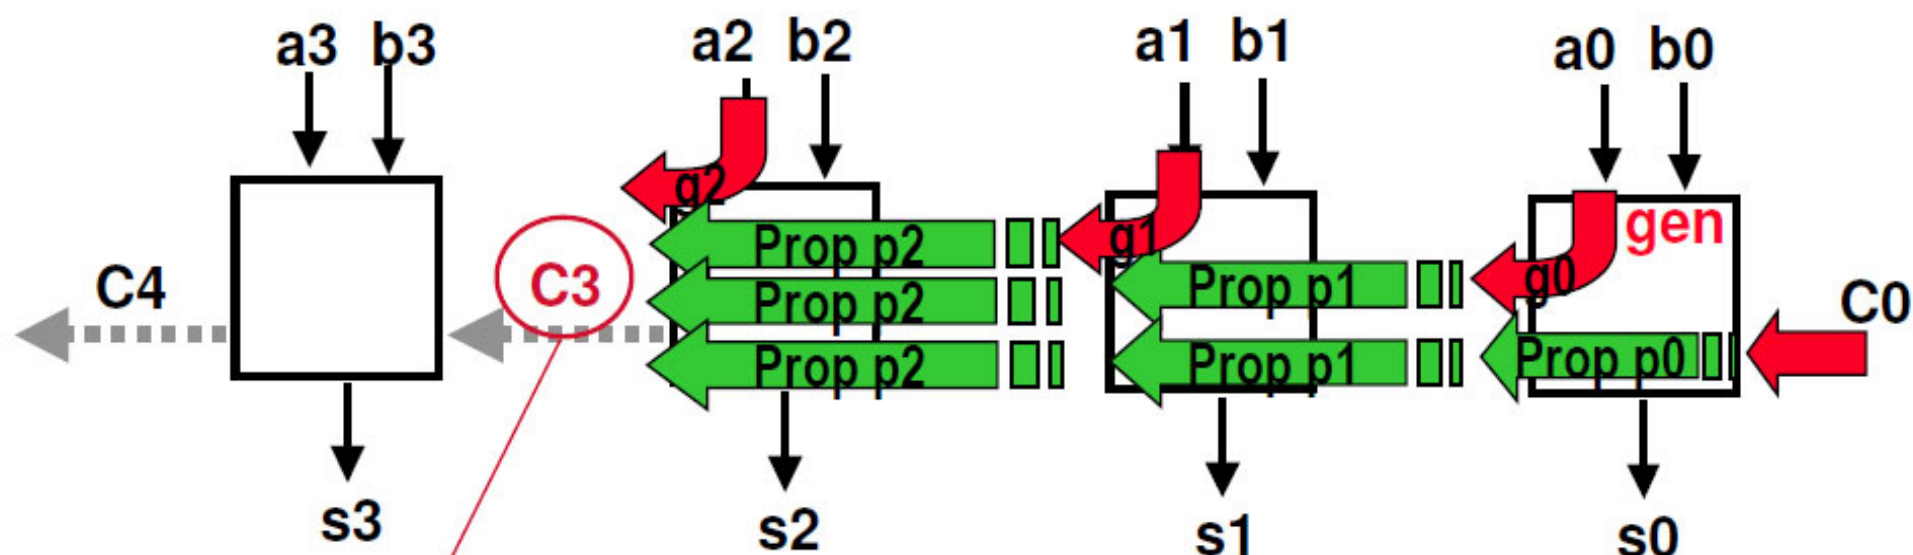 a3 b3 a2 b2 a1 b1 a0 b0
g2 g1 g0 gen
Prop p2
C4 C3 Prop p2 Prop p1 C0
Prop p2 Prop p1 Prop p0
s3 s2 s1 s0